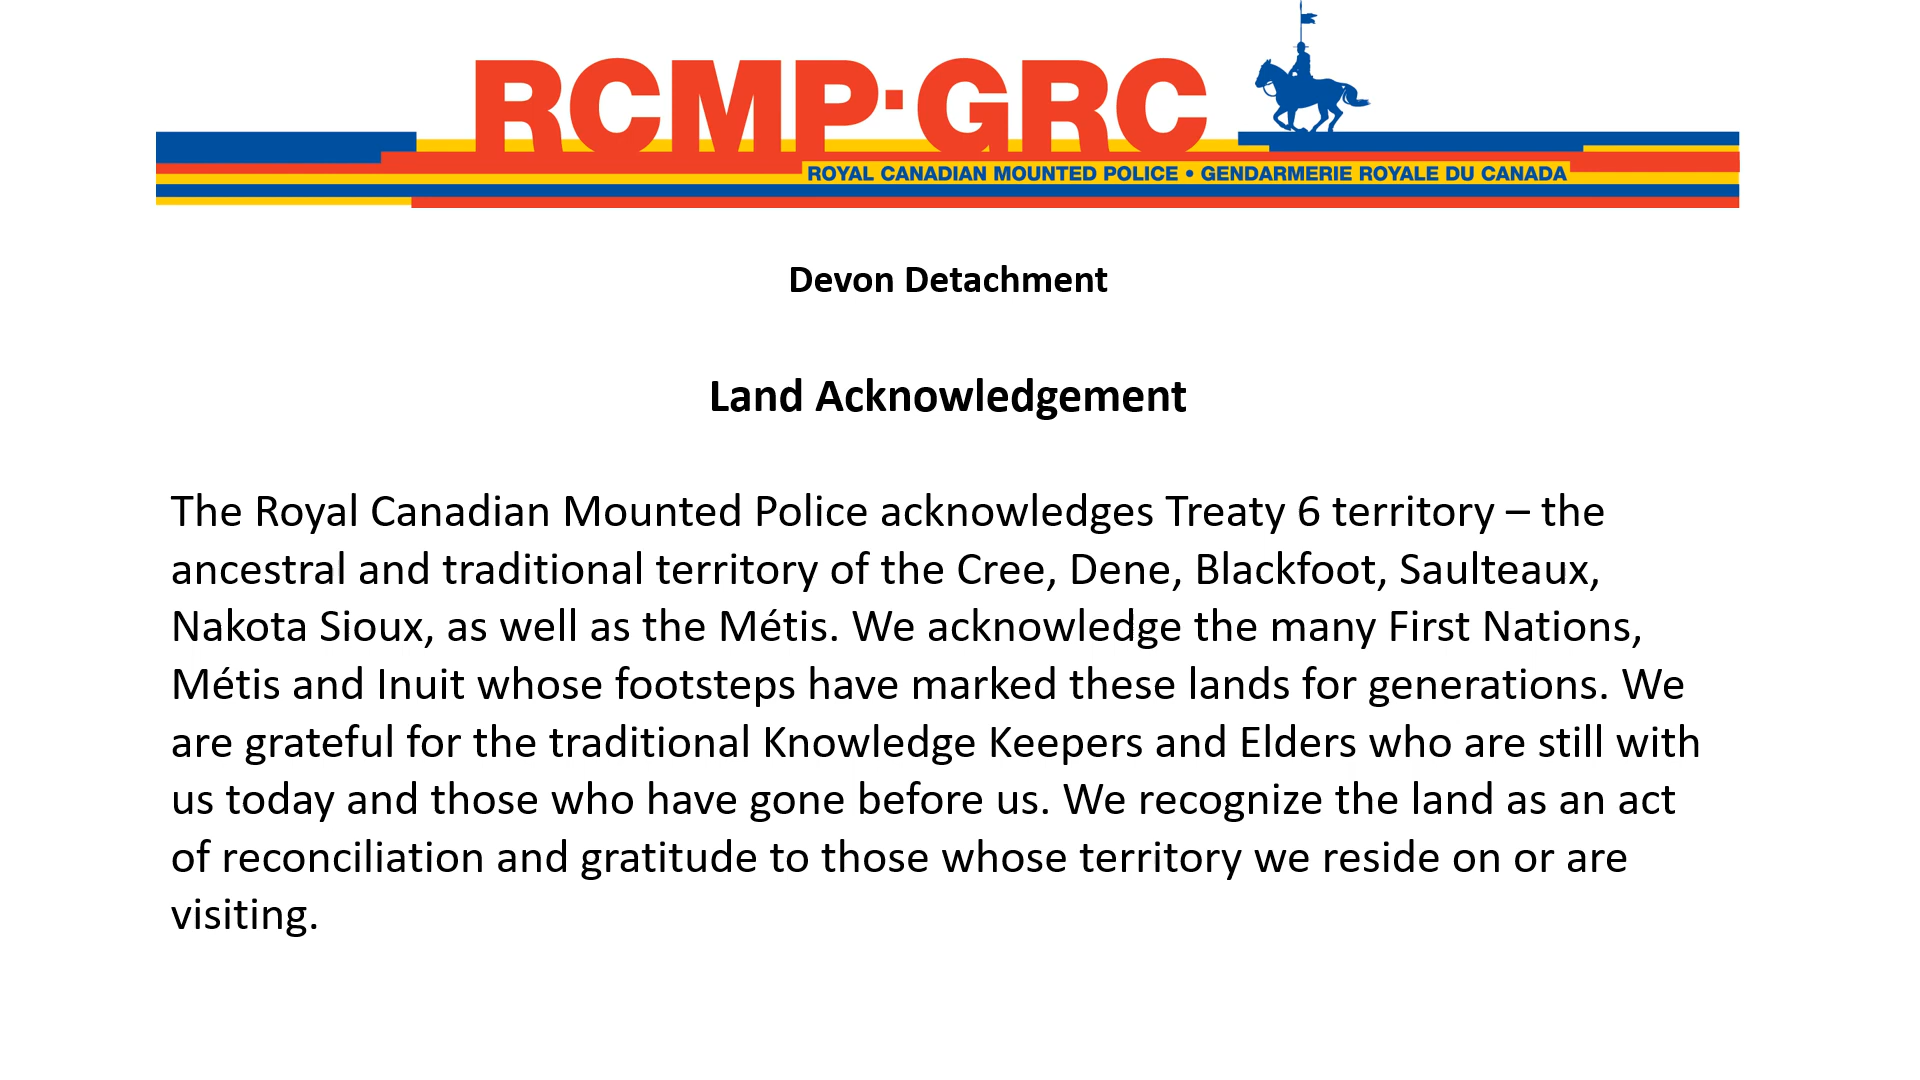 RCMP·GRC
ROYAL CANADIAN MOUNTED POLICE • GENDARMERIE ROYALE DU CANADA
Devon Detachment
Land Acknowledgement
The Royal Canadian Mounted Police acknowledges Treaty 6 territory – the
ancestral and traditional territory of the Cree, Dene, Blackfoot, Saulteaux,
Nakota Sioux, as well as the Métis. We acknowledge the many First Nations,
Métis and Inuit whose footsteps have marked these lands for generations. We
are grateful for the traditional Knowledge Keepers and Elders who are still with
us today and those who have gone before us. We recognize the land as an act
of reconciliation and gratitude to those whose territory we reside on or are
visiting.